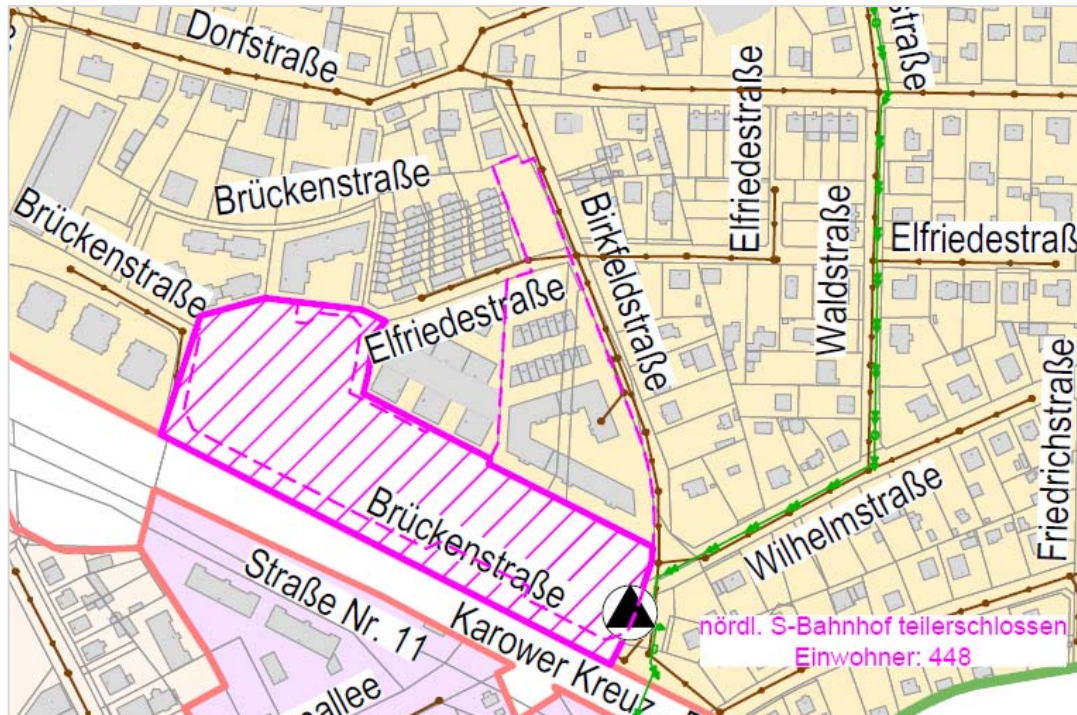 Dorfstraße
straße
Brückenstraße
Brückenstraße
Birkfeldstraße
Elfriedestraße
Waldstraße
Elfriedestraß
Elfriedestraße
Brückenstraße
Wilhelmstraße
Friedrichstraße
Straße Nr. 11
Karower Kreuz
allee
nördl. S-Bahnhof teilerschlossen
Einwohner: 448